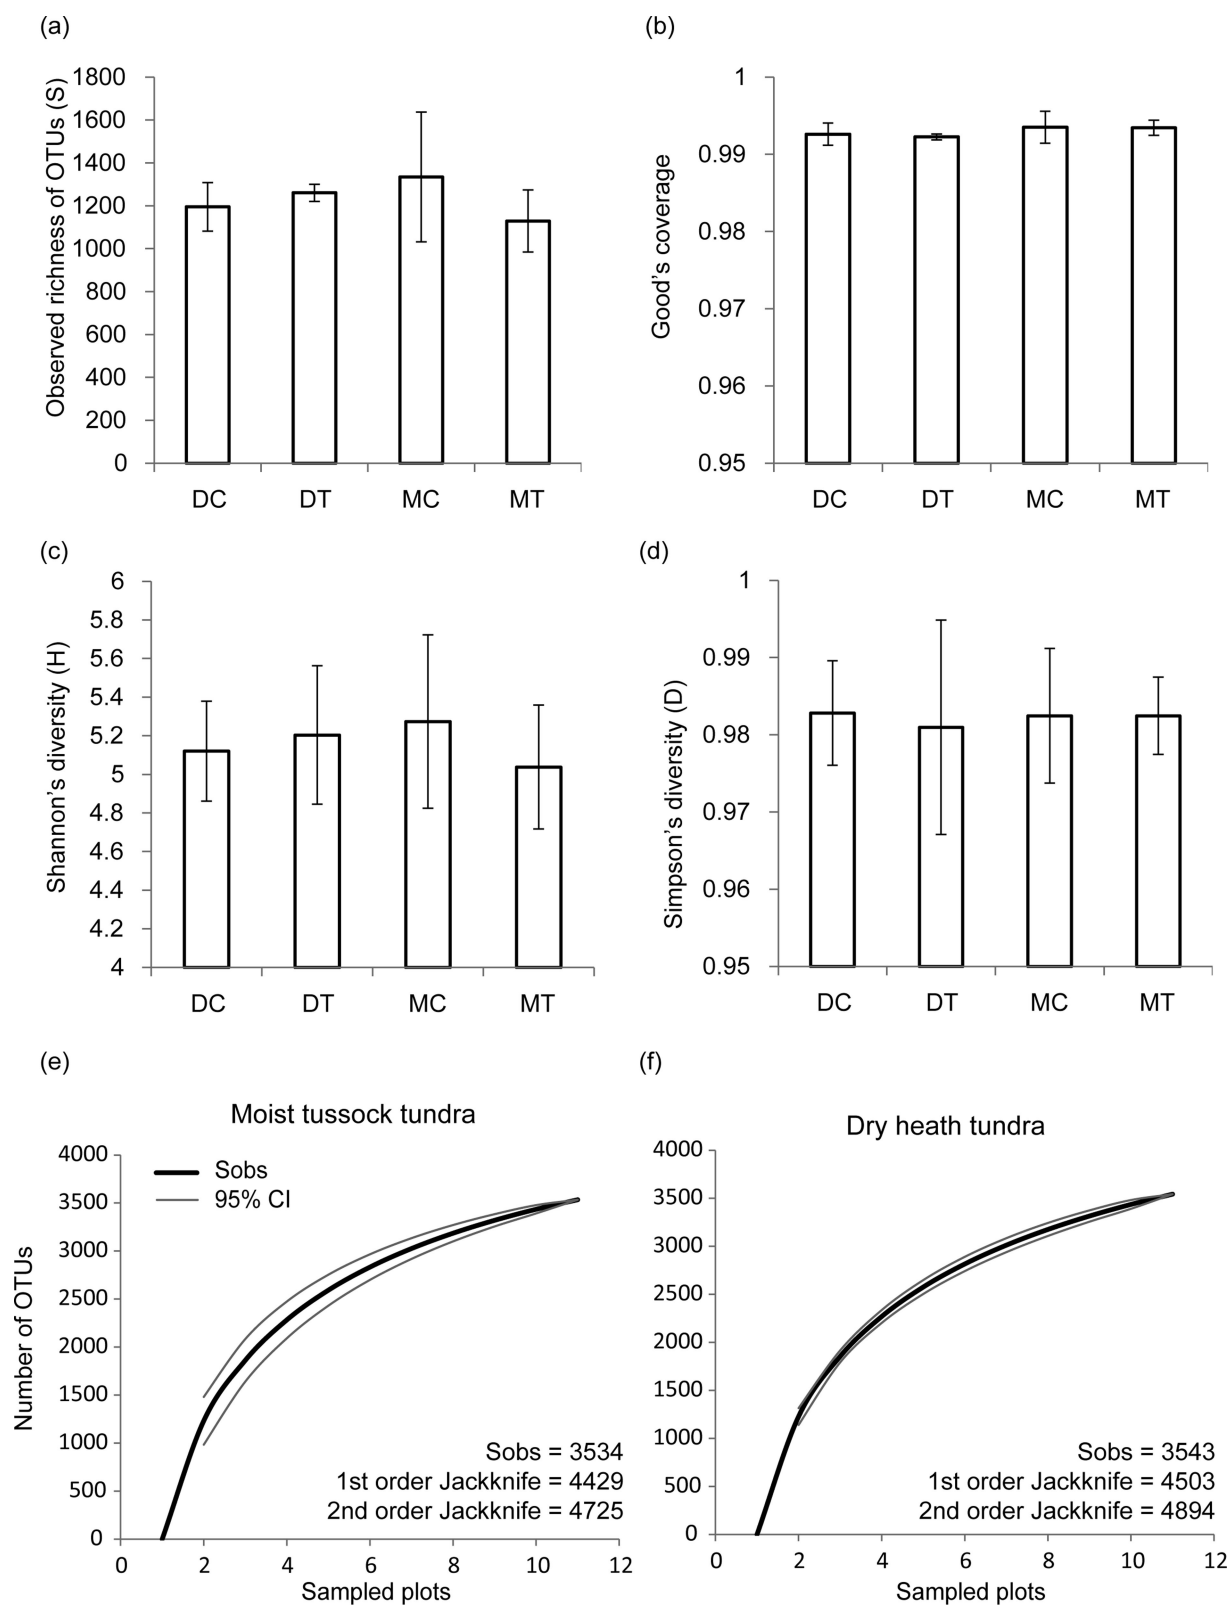 (a)
Observed richness of OTUs (S)
1800
1600
1400
1200
1000
800
600
400
200
0
DC DT MC MT
(b)
Good's coverage
1
0.99
0.98
0.97
0.96
0.95
DC DT MC MT
(c)
Shannon's diversity (H)
6
5.8
5.6
5.4
5.2
5
4.8
4.6
4.4
4.2
4
DC DT MC MT
(d)
Simpson's diversity (D)
1
0.99
0.98
0.97
0.96
0.95
DC DT MC MT
(e)
Moist tussock tundra
Number of OTUs
4000
3500
3000
2500
2000
1500
1000
500
0
Sobs
95% CI
Sobs = 3534
1st order Jackknife = 4429
2nd order Jackknife = 4725
0 2 4 6 8 10 12
Sampled plots
(f)
Dry heath tundra
4000
3500
3000
2500
2000
1500
1000
500
0
Sobs = 3543
1st order Jackknife = 4503
2nd order Jackknife = 4894
0 2 4 6 8 10 12
Sampled plots